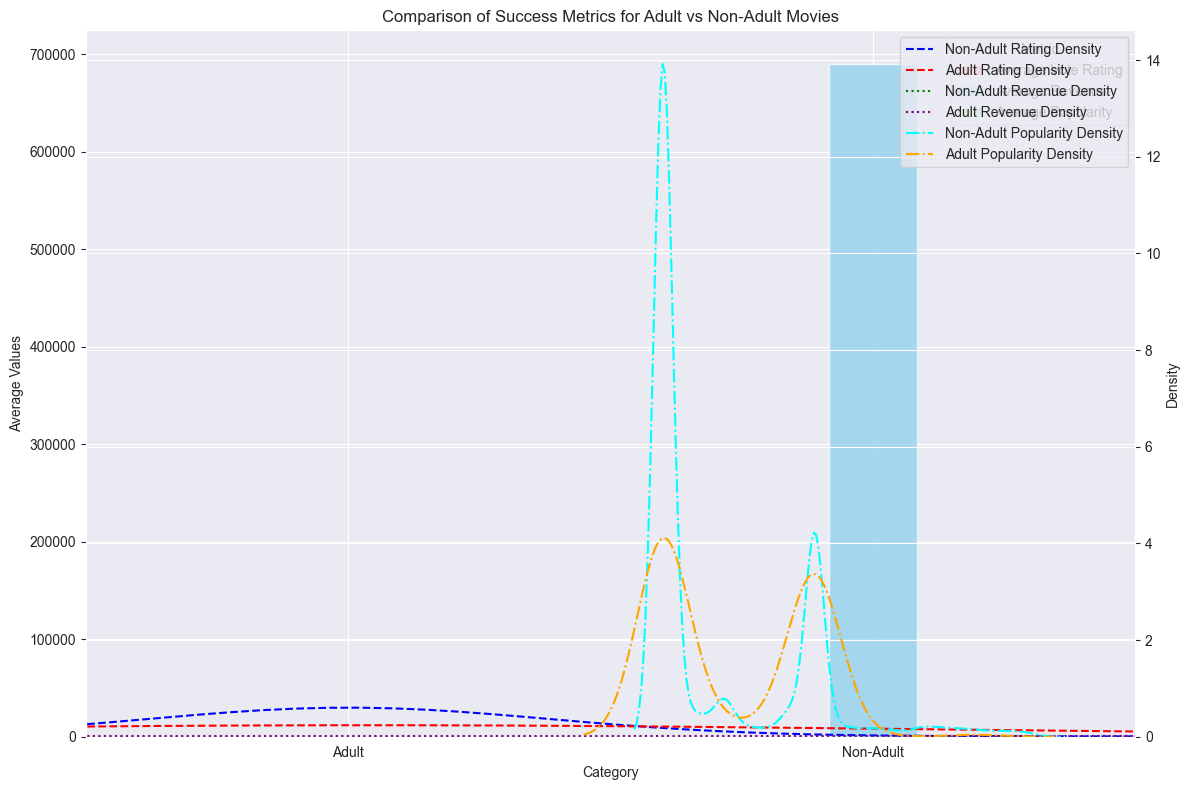 Comparison of Success Metrics for Adult vs Non-Adult Movies
700000
600000
500000
400000
300000
200000
100000
0
Average Values
14
12
10
8
6
4
2
0
Density
Non-Adult Rating Density
Adult Rating Density
Rating
Non-Adult Revenue Density
Adult Revenue Density
Non-Adult Popularity Density
Adult Popularity Density
Adult
Non-Adult
Category